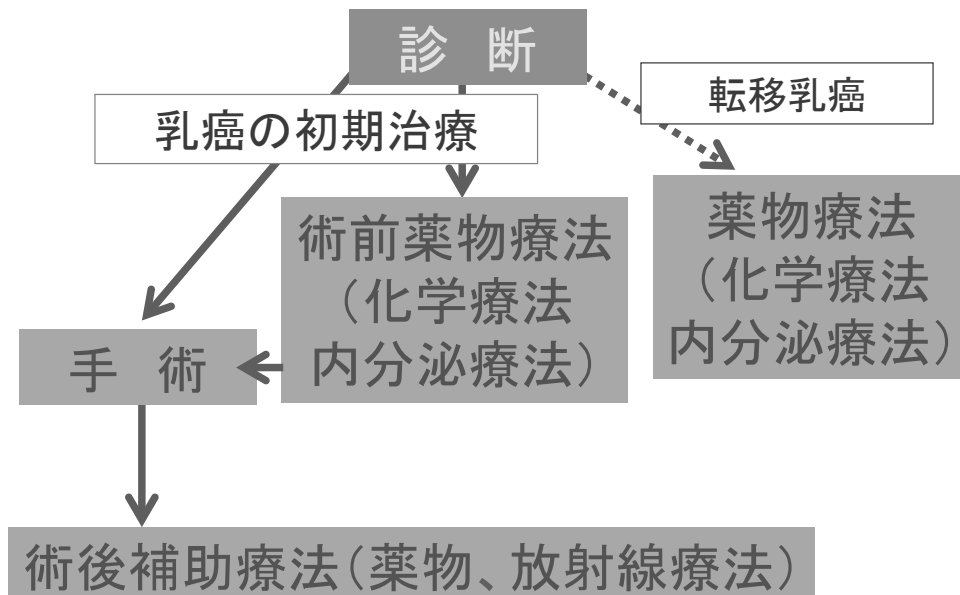 診 断
乳癌の初期治療
転移乳癌
術前薬物療法
（化学療法
内分泌療法）
薬物療法
（化学療法
内分泌療法）
手 術
術後補助療法（薬物、放射線療法）